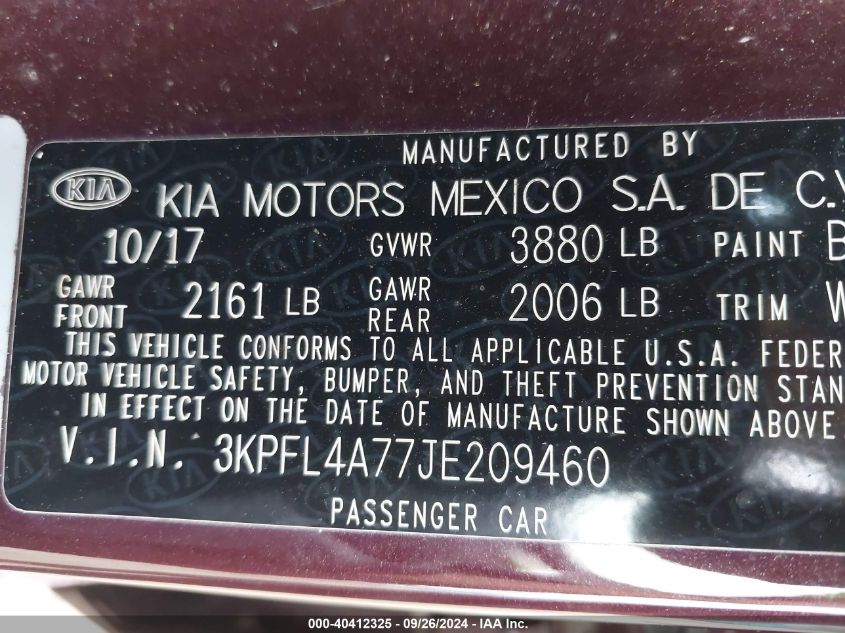 MANUFACTURED BY
KIA KIA MOTORS MEXICO S.A. DE C.V
10/17 GVWR 3880 LB PAINT B
GAWR FRONT 2161 LB GAWR REAR 2006 LB TRIM W
THIS VEHICLE CONFORMS TO ALL APPLICABLE U.S.A. FEDER
MOTOR VEHICLE SAFETY, BUMPER, AND THEFT PREVENTION STAN
IN EFFECT ON THE DATE OF MANUFACTURE SHOWN ABOVE
V.I.N. 3KPFL4A77JE209460
PASSENGER CAR
000-40412325 - 09/26/2024 - IAA Inc.